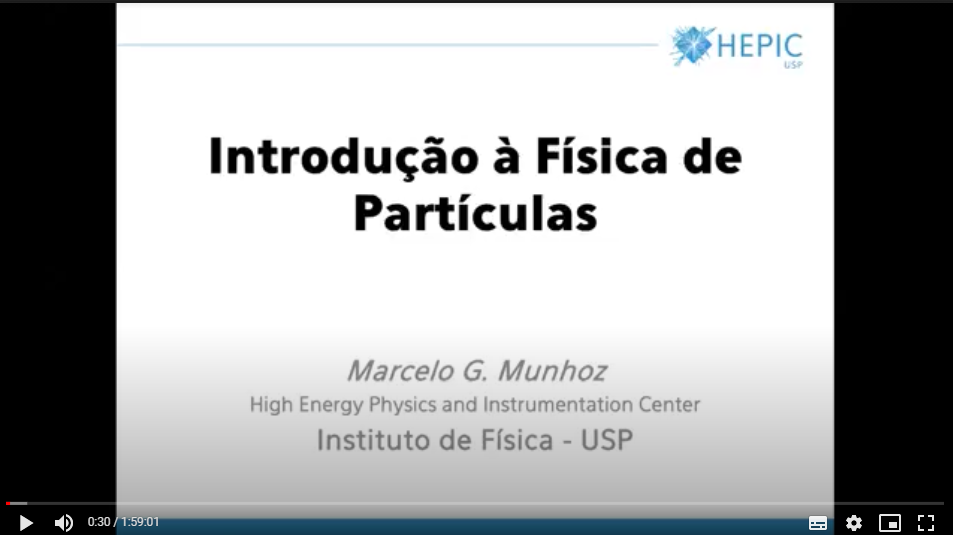 HEPIC
USP
Introdução à Física de
Partículas
Marcelo G. Munhoz
High Energy Physics and Instrumentation Center
Instituto de Física - USP
0:30 / 1:59:01